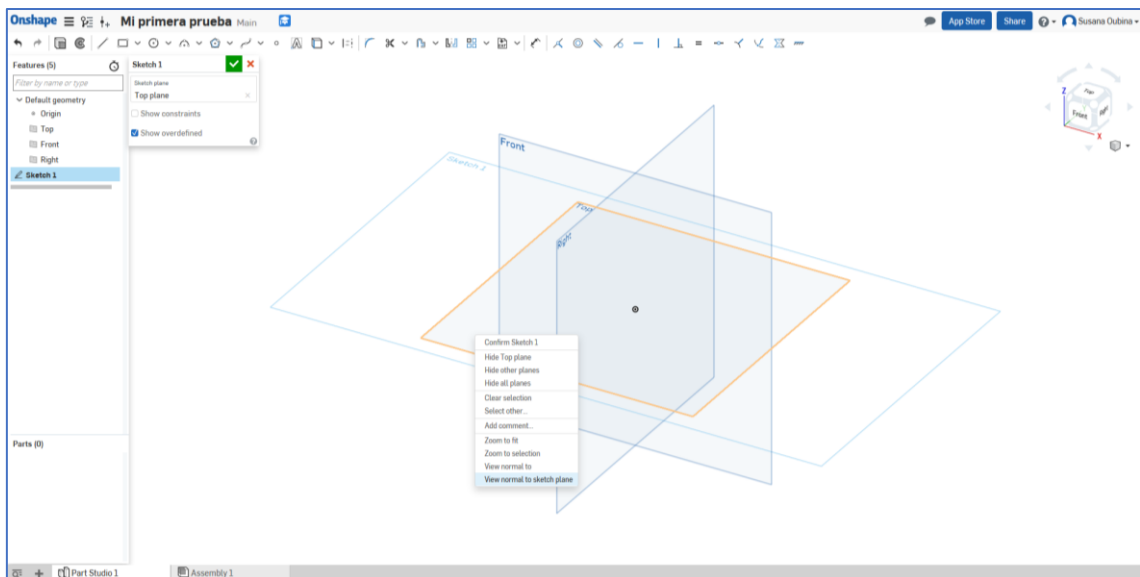 Onshape Mi primera prueba Main App Store Share Susana Oubina
Features (5)
Filter by name or type
Default geometry
Origin
Top
Front
Right
Sketch 1
Parts (0)
Sketch 1
Sketch plane
Top plane
Show constraints
Show overdefined
Front
Sketch 1
Top
Right
Confirm Sketch 1
Hide Top plane
Hide other planes
Hide all planes
Clear selection
Select other...
Add comment...
Zoom to fit
Zoom to selection
View normal to
View normal to sketch plane
Z
Front
Right
X
Part Studio 1 Assembly 1